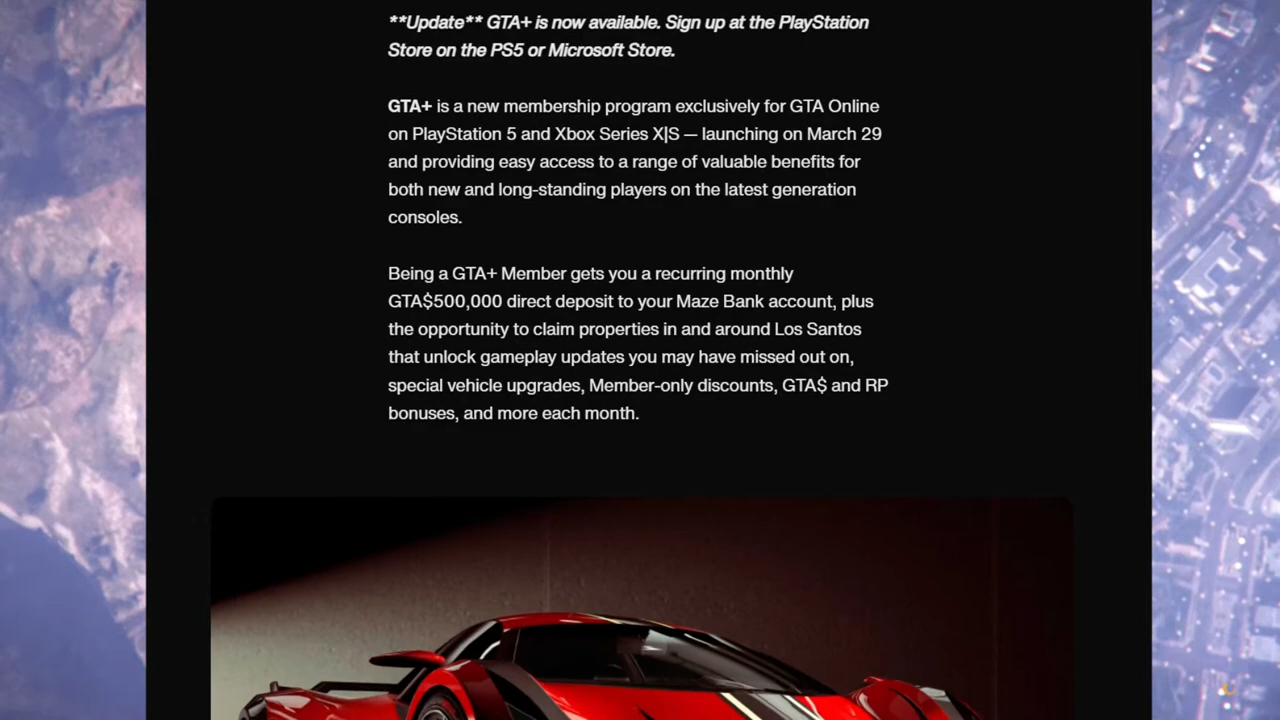 **Update** GTA+ is now available. Sign up at the PlayStation
Store on the PS5 or Microsoft Store.
GTA+ is a new membership program exclusively for GTA Online
on PlayStation 5 and Xbox Series X|S — launching on March 29
and providing easy access to a range of valuable benefits for
both new and long-standing players on the latest generation
consoles.
Being a GTA+ Member gets you a recurring monthly
GTA$500,000 direct deposit to your Maze Bank account, plus
the opportunity to claim properties in and around Los Santos
that unlock gameplay updates you may have missed out on,
special vehicle upgrades, Member-only discounts, GTA$ and RP
bonuses, and more each month.